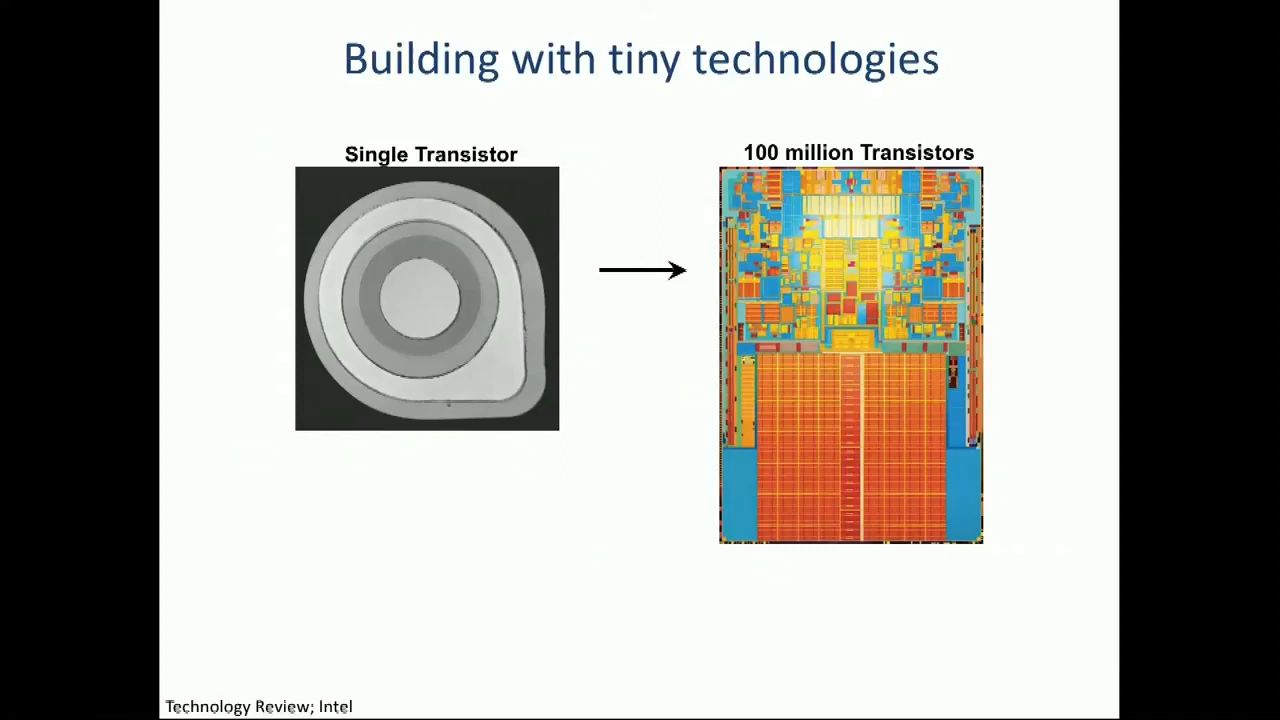 Building with tiny technologies
Single Transistor
100 million Transistors
Technology Review; Intel